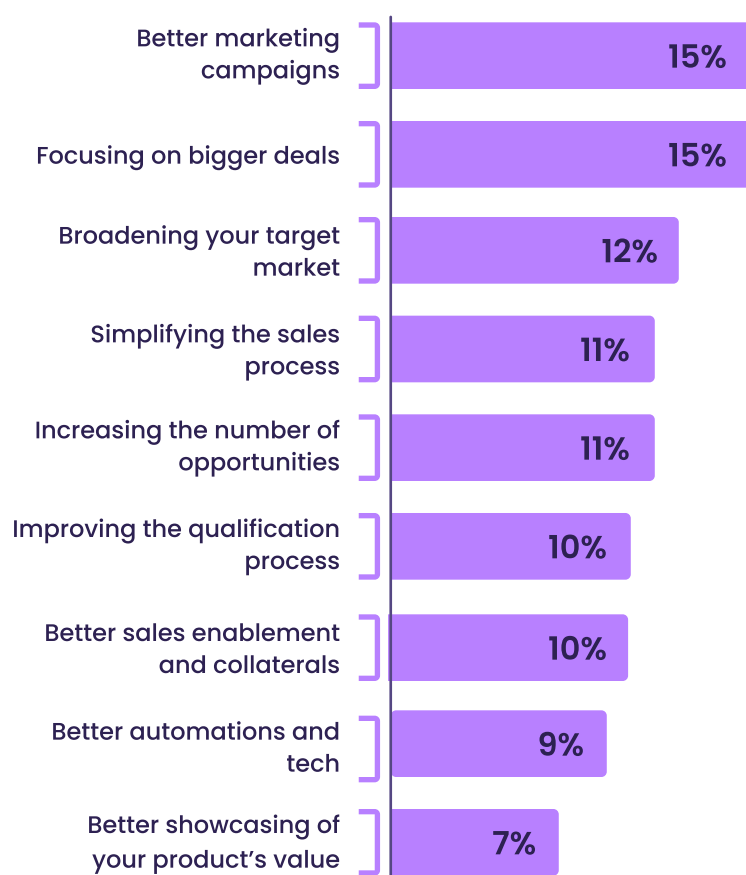 Better marketing
campaigns
15%
Focusing on bigger deals
15%
Broadening your target
market
12%
Simplifying the sales
process
11%
Increasing the number of
opportunities
11%
Improving the qualification
process
10%
Better sales enablement
and collaterals
10%
Better automations and
tech
9%
Better showcasing of
your product’s value
7%